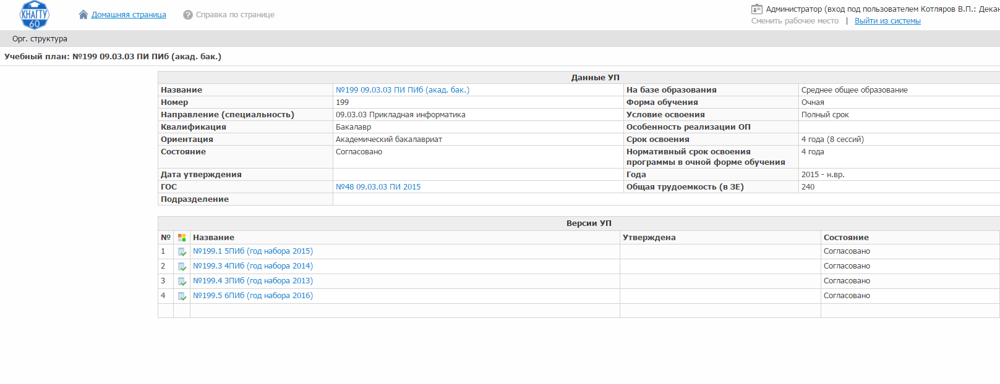 КНАГТУ
60
Домашняя страница
Справка по странице
Администратор (вход под пользователем Котляров В.П.: Декан
Сменить рабочее место | Выйти из системы
Орг. структура
Учебный план: №199 09.03.03 ПИ ПИб (акад. бак.)
Данные УП
Название №199 09.03.03 ПИ ПИб (акад. бак.) На базе образования Среднее общее образование
Номер 199 Форма обучения Очная
Направление (специальность) 09.03.03 Прикладная информатика Условие освоения Полный срок
Квалификация Бакалавр Особенность реализации ОП
Ориентация Академический бакалавриат Срок освоения 4 года (8 сессий)
Состояние Согласовано Нормативный срок освоения 4 года
программы в очной форме обучения
Дата утверждения Года 2015 - н.вр.
ГОС №48 09.03.03 ПИ 2015 Общая трудоемкость (в ЗЕ) 240
Подразделение
Версии УП
№ Название Утверждена Состояние
1 №199.1 5ПИб (год набора 2015) Согласовано
2 №199.3 4ПИб (год набора 2014) Согласовано
3 №199.4 3ПИб (год набора 2013) Согласовано
4 №199.5 6ПИб (год набора 2016) Согласовано